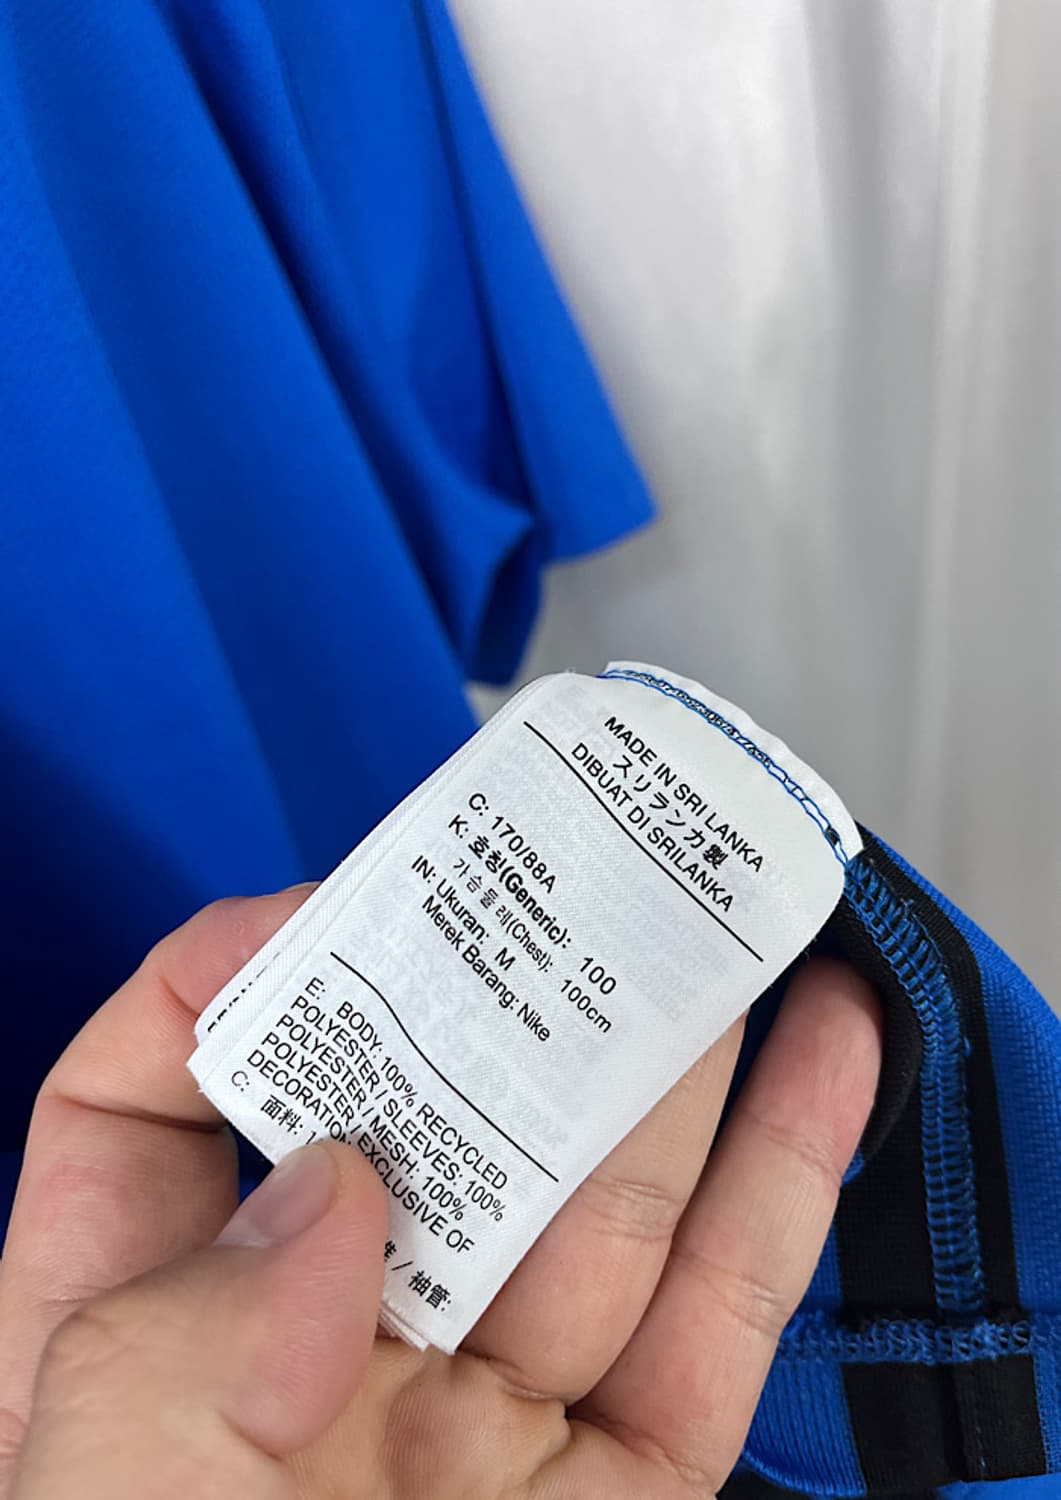 MADE IN SRI LANKA
スリランカ製
DIBUAT DI SRILANKA
C: 170/88A
K: 호칭(Generic): 100
가슴둘레(Chest): 100cm
IN: Ukuran: M
Merek Barang: Nike
E: BODY: 100% RECYCLED
POLYESTER / SLEEVES: 100%
POLYESTER / MESH: 100%
POLYESTER / EXCLUSIVE OF
DECORATION
C: 面料: / 袖管: